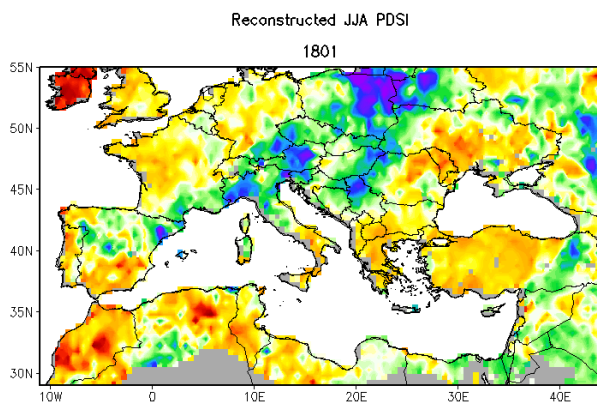 Reconstructed JJA PDSI
1801
55N
50N
45N
40N
35N
30N
10W
0
10E
20E
30E
40E